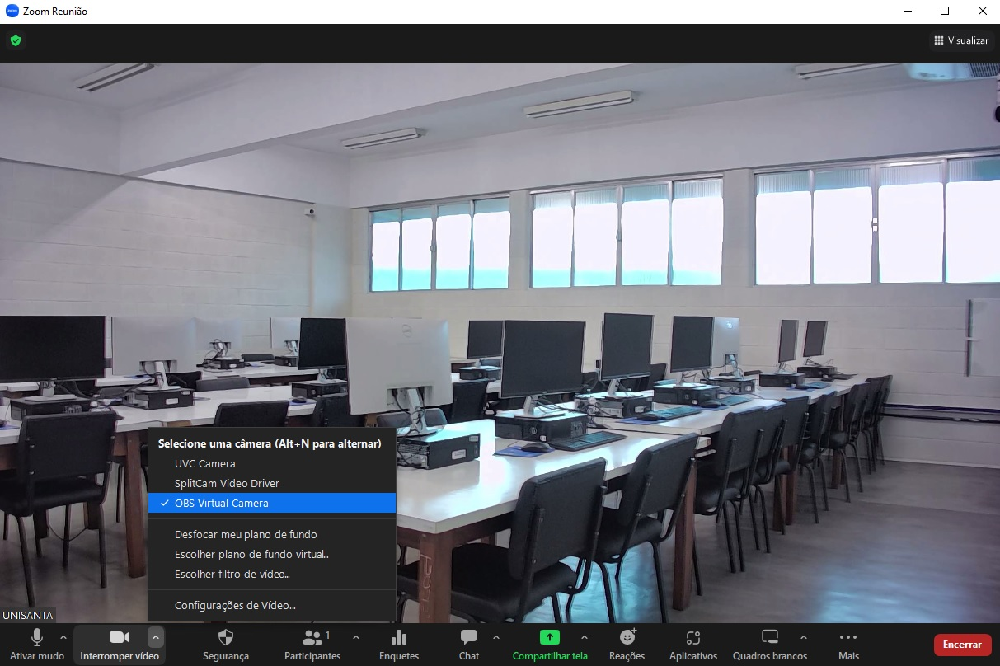 zoom
Zoom Reunião
Visualizar
Selecione uma câmera (Alt+N para alternar)
UVC Camera
SplitCam Video Driver
OBS Virtual Camera
Desfocar meu plano de fundo
Escolher plano de fundo virtual...
Escolher filtro de vídeo...
Configurações de Vídeo...
UNISANTA
1
Ativar mudo
Interromper vídeo
Segurança
Participantes
Enquetes
Chat
Compartilhar tela
Reações
Aplicativos
Quadros brancos
Mais
Encerrar